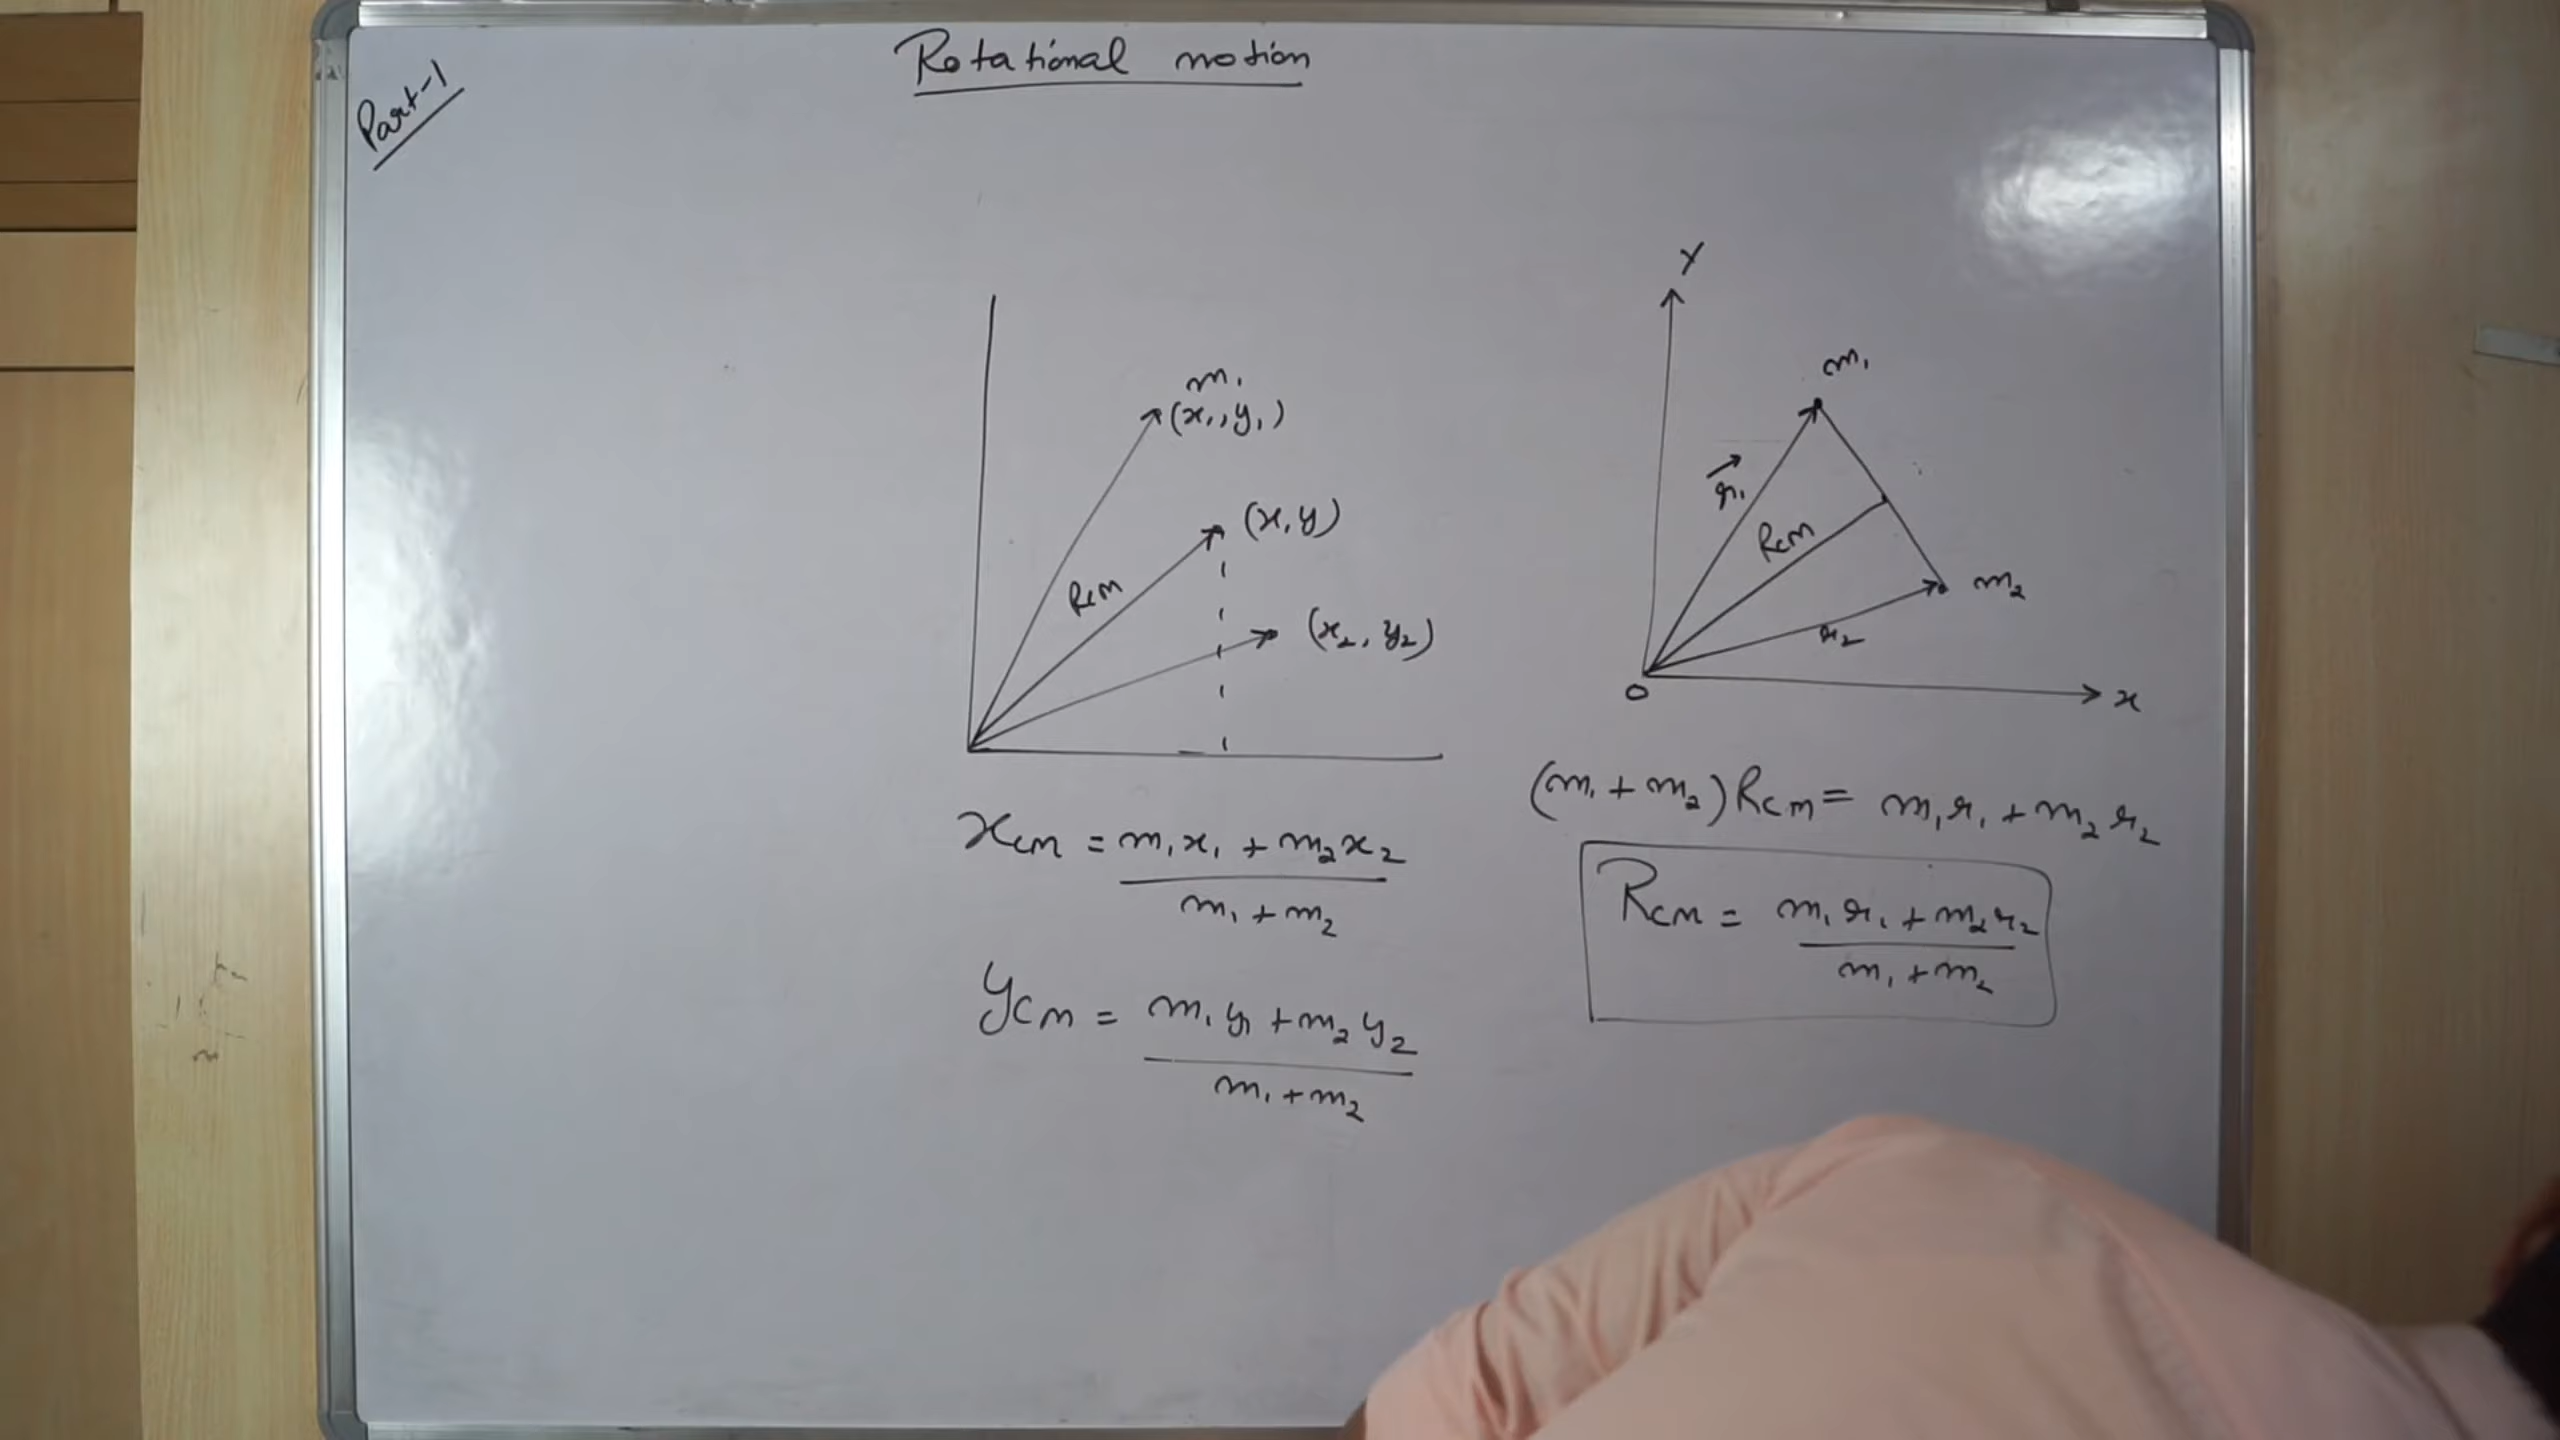 Part-1
Rotational motion
m₁
(x₁, y₁)
(x, y)
Rcm
(x₂, y₂)
xcm = m₁x₁ + m₂x₂
m₁ + m₂
ycm = m₁y₁ + m₂y₂
m₁ + m₂
Y
m₁
r⃗₁
Rcm
m₂
r₂
O
x
(m₁ + m₂)Rcm = m₁r₁ + m₂r₂
Rcm = m₁r₁ + m₂r₂
m₁ + m₂